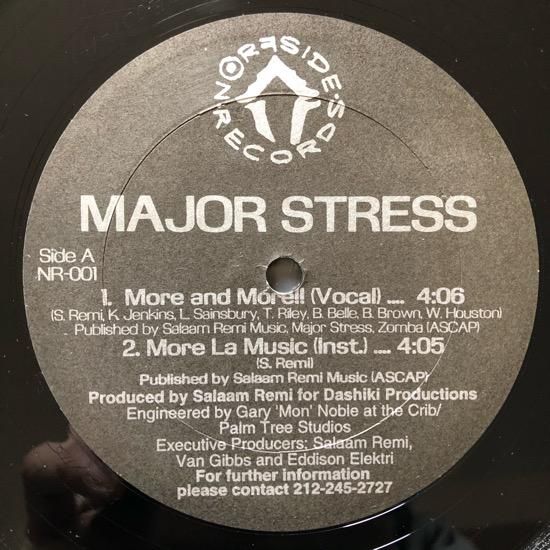 NORFSIDES RECORD
MAJOR STRESS
Side A
NR-001
1. More and Morell (Vocal) .... 4:06
(S. Remi, K. Jenkins, L. Sainsbury, T. Riley, B. Belle, B. Brown, W. Houston)
Published by Salaam Remi Music, Major Stress, Zomba (ASCAP)
2. More La Music (Inst.) .... 4:05
(S. Remi)
Published by Salaam Remi Music (ASCAP)
Produced by Salaam Remi for Dashiki Productions
Engineered by Gary 'Mon' Noble at the Crib/
Palm Tree Studios
Executive Producers: Salaam Remi,
Van Gibbs and Eddison Elektri
For further information
please contact 212-245-2727